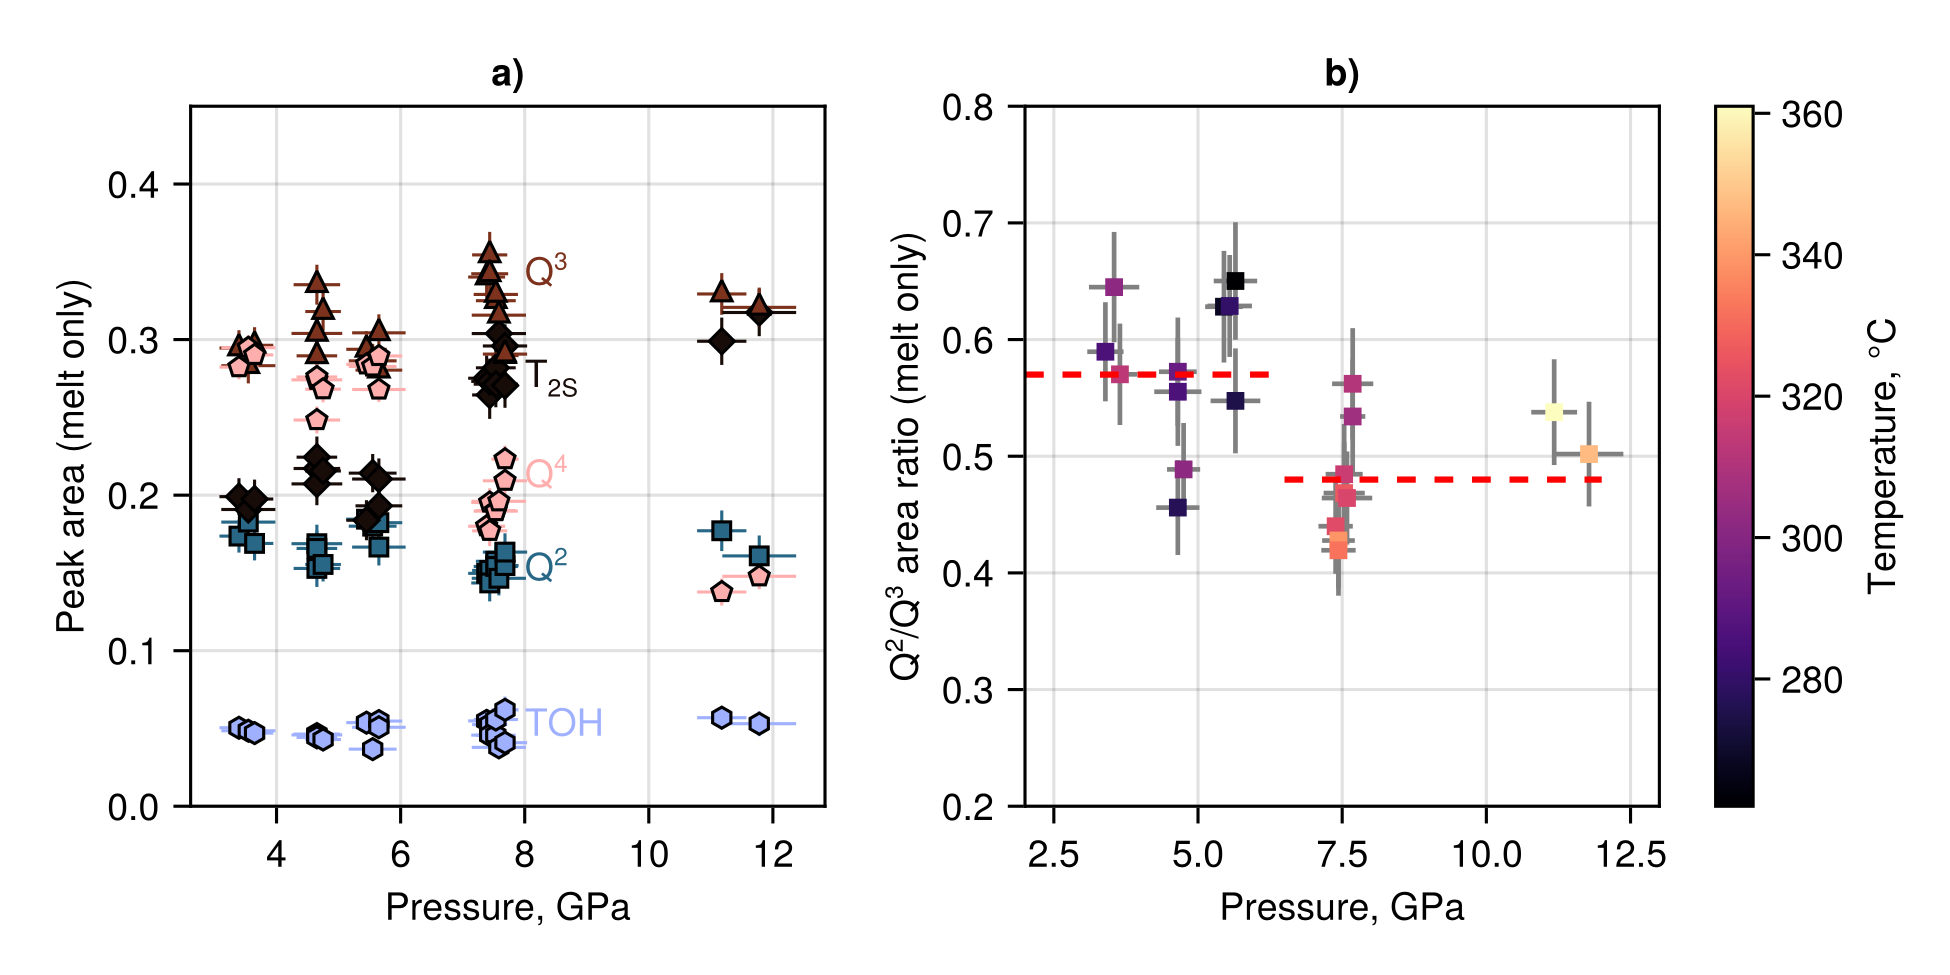 a)
Peak area (melt only)
0.4
0.3
0.2
0.1
0.0
Q³
T₂S
Q⁴
Q²
TOH
4 6 8 10 12
Pressure, GPa
b)
Q²/Q³ area ratio (melt only)
0.8
0.7
0.6
0.5
0.4
0.3
0.2
2.5 5.0 7.5 10.0 12.5
Pressure, GPa
360
340
320
300
280
Temperature, °C